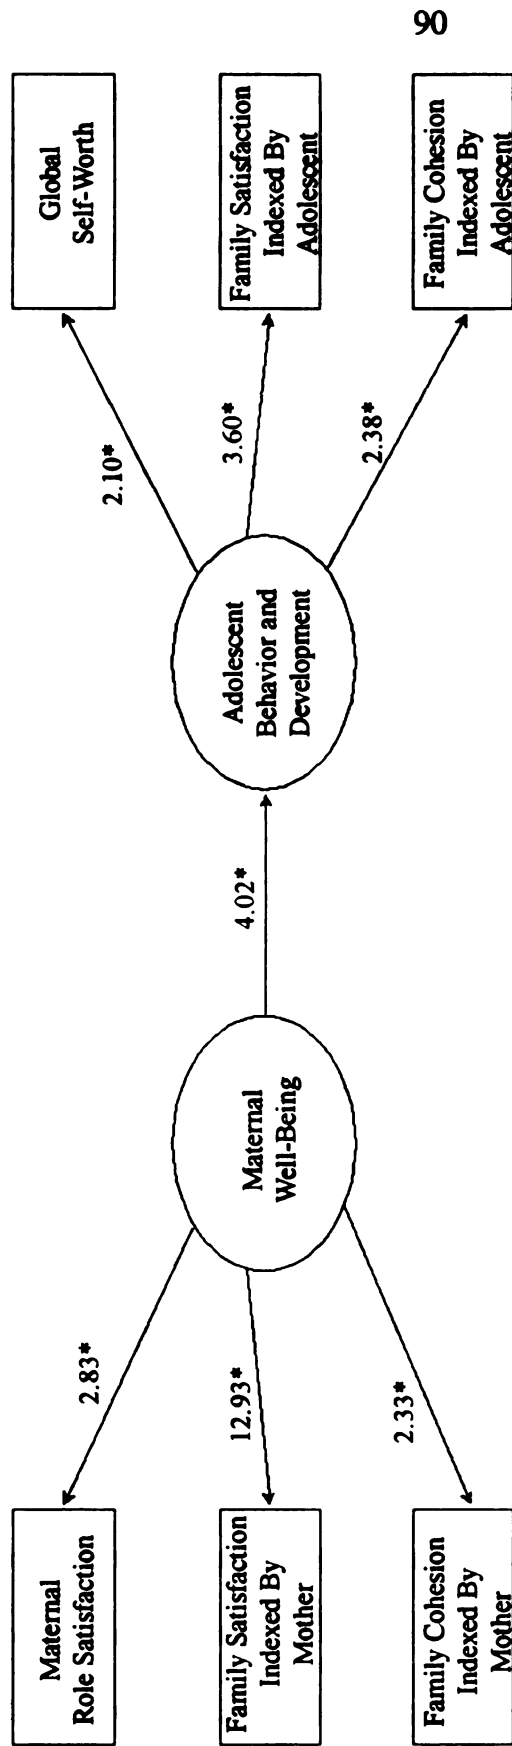 90
Maternal
Role Satisfaction
2.83*
Global
Self-Worth
2.10*
Family Satisfaction
Indexed By
Mother
12.93*
Maternal
Well-Being
4.02*
Adolescent
Behavior and
Development
3.60*
Family Satisfaction
Indexed By
Adolescent
Family Cohesion
Indexed By
Mother
2.33*
2.38*
Family Cohesion
Indexed By
Adolescent